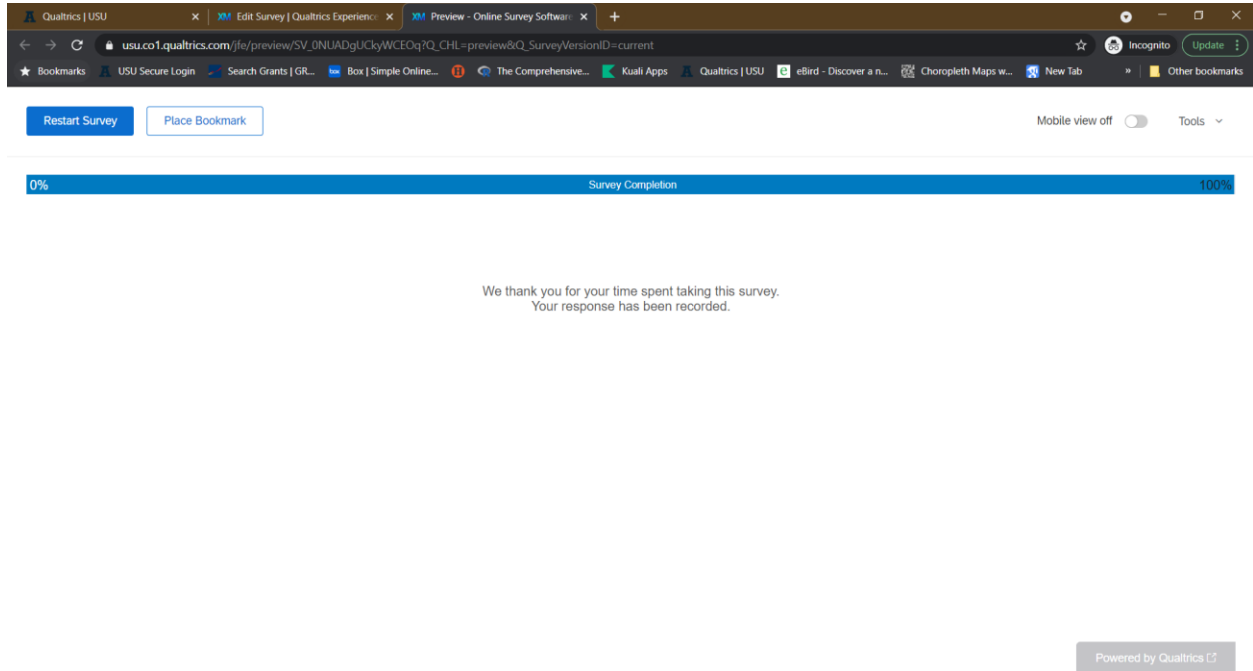 Qualtrics | USU
Edit Survey | Qualtrics Experience
Preview - Online Survey Software
usu.co1.qualtrics.com/jfe/preview/SV_0NUADgUCkyWCEOq?Q_CHL=preview&Q_SurveyVersionID=current
Incognito
Update
Bookmarks
USU Secure Login
Search Grants | GR...
box
Box | Simple Online...
The Comprehensive...
Kuali Apps
Qualtrics | USU
eBird - Discover a n...
Choropleth Maps w...
New Tab
»
Other bookmarks
Restart Survey
Place Bookmark
Mobile view off
Tools
0%
Survey Completion
100%
We thank you for your time spent taking this survey.
Your response has been recorded.
Powered by Qualtrics